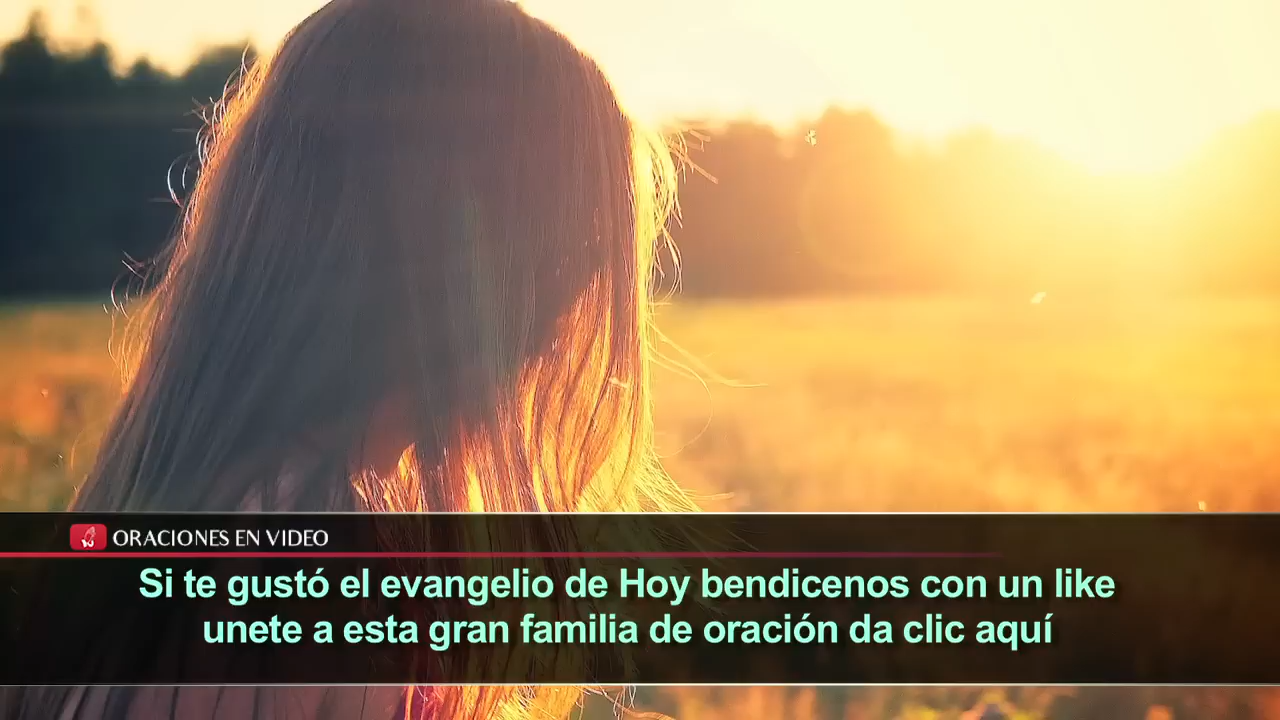 ORACIONES EN VIDEO
Si te gustó el evangelio de Hoy bendicenos con un like
unete a esta gran familia de oración da clic aquí